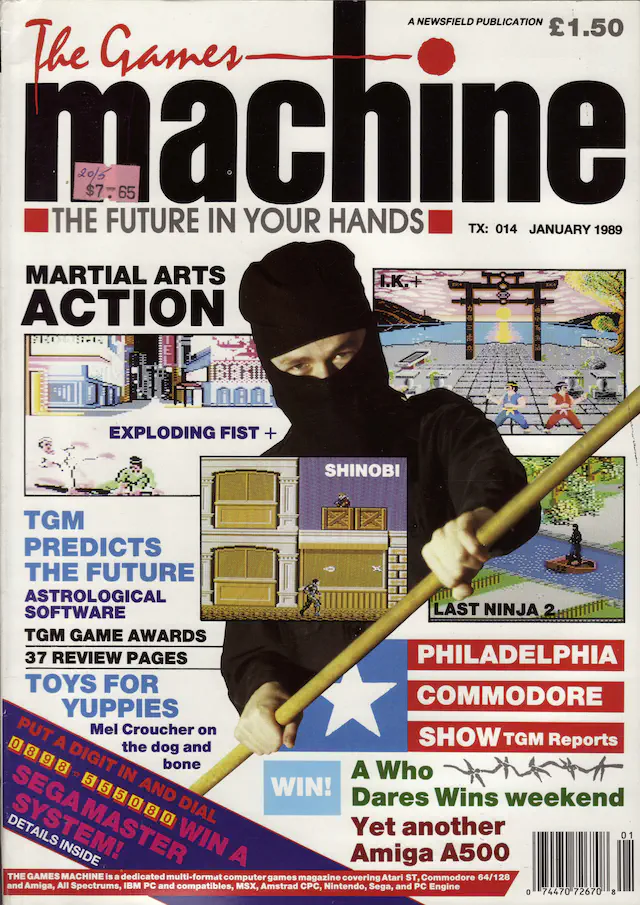 The Games
machine
A NEWSFIELD PUBLICATION £1.50
20/5
$7-65
THE FUTURE IN YOUR HANDS
TX: 014 JANUARY 1989
MARTIAL ARTS
ACTION
I.K.+
EXPLODING FIST +
SHINOBI
LAST NINJA 2
TGM
PREDICTS
THE FUTURE
ASTROLOGICAL
SOFTWARE
TGM GAME AWARDS
37 REVIEW PAGES
TOYS FOR
YUPPIES
Mel Croucher on
the dog and
bone
PHILADELPHIA
COMMODORE
SHOW TGM Reports
WIN!
A Who
Dares Wins weekend
Yet another
Amiga A500
PUT A DIGIT IN AND DIAL
0898-555080 WIN A
SEGA MASTER
SYSTEM!
DETAILS INSIDE
THE GAMES MACHINE is a dedicated multi-format computer games magazine covering Atari ST, Commodore 64/128
and Amiga, All Spectrums, IBM PC and compatibles, MSX, Amstrad CPC, Nintendo, Sega, and PC Engine
01
0 74470 72670 8